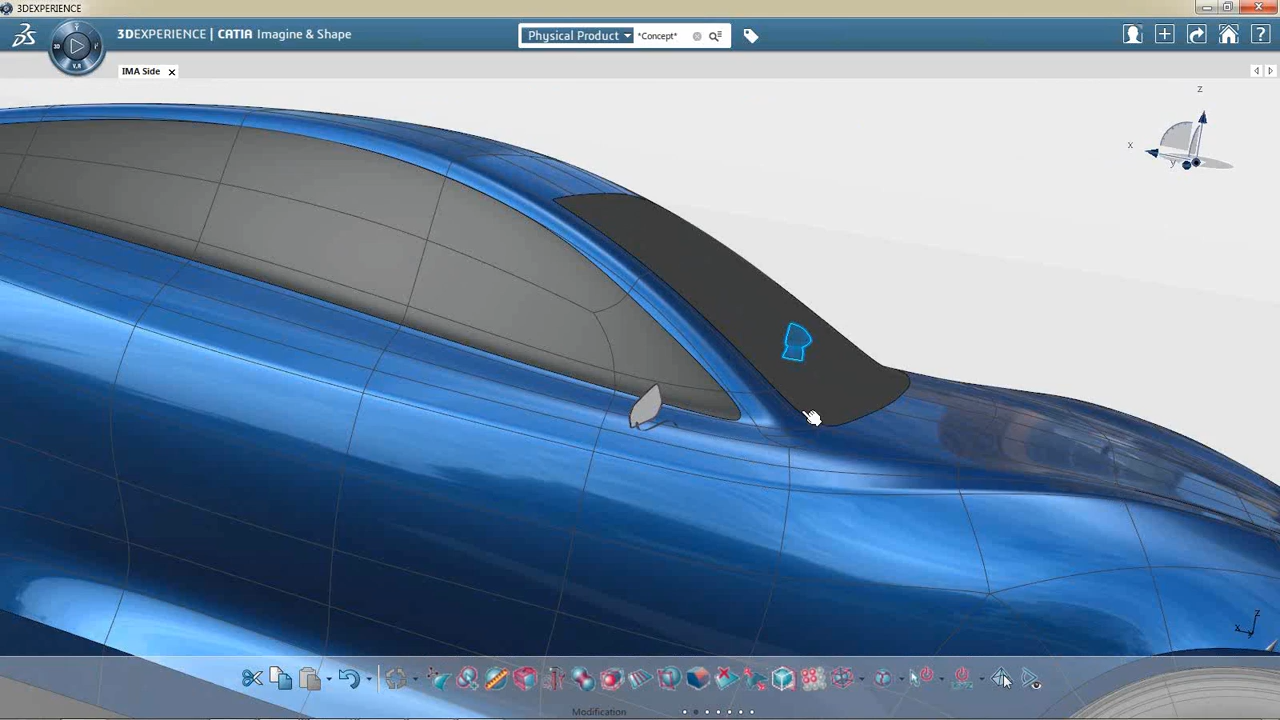 3DEXPERIENCE
3DEXPERIENCE | CATIA Imagine & Shape
Physical Product
*Concept*
IMA Side
z
x
y
z
x
Modification